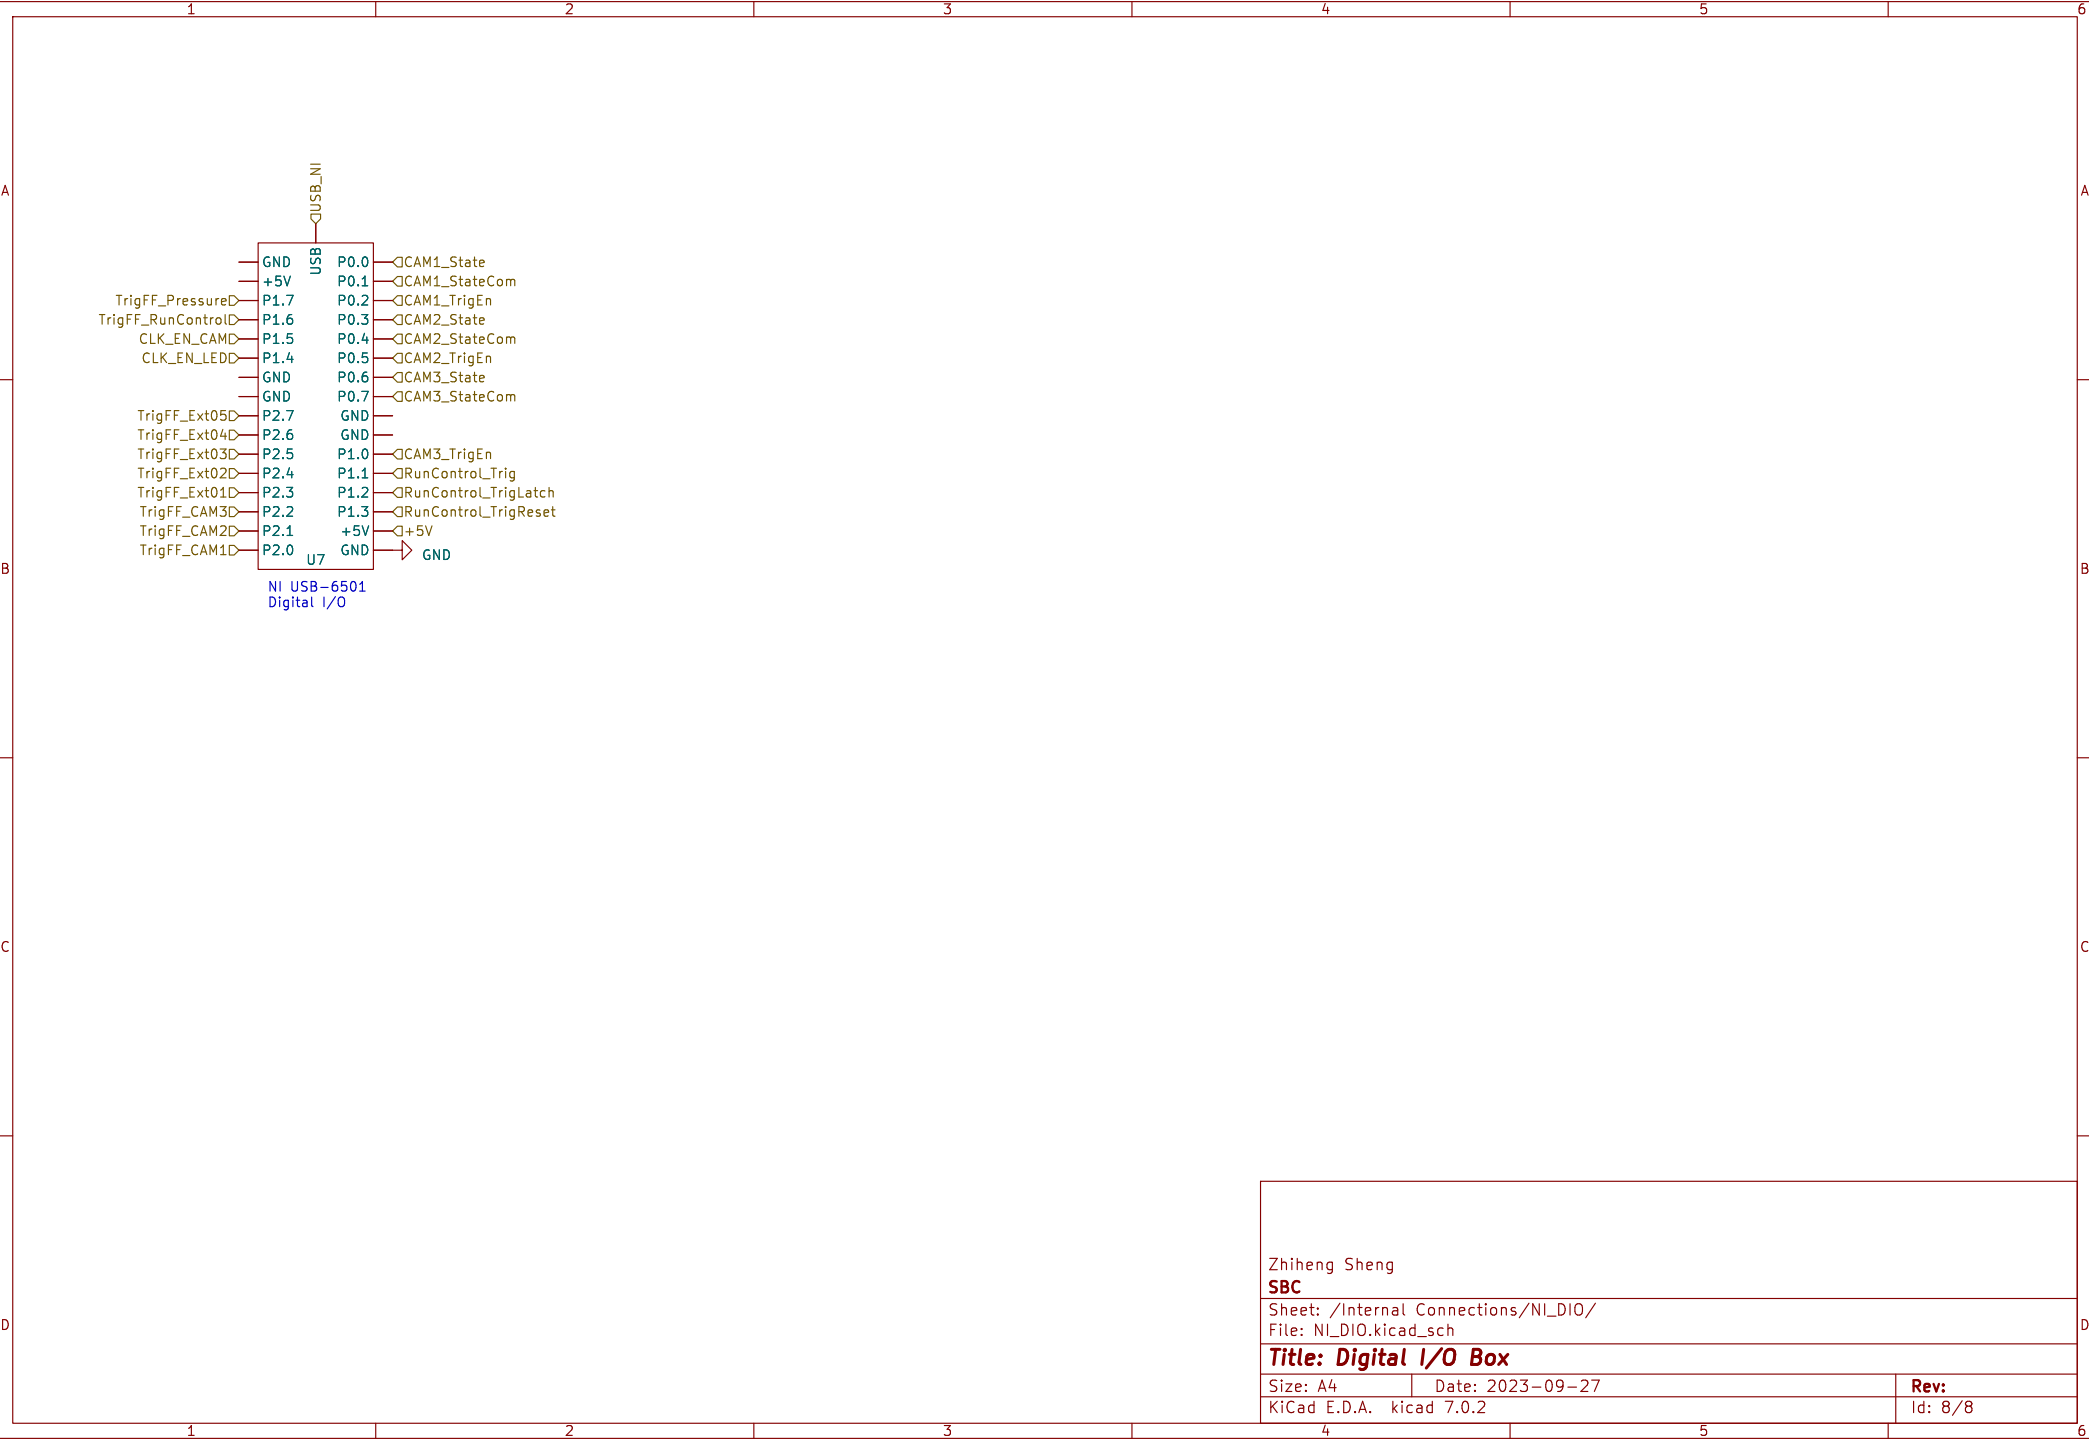 1 2 3 4 5 6
A A
USB_NI
USB
GND P0.0 CAM1_State
+5V P0.1 CAM1_StateCom
TrigFF_Pressure P1.7 P0.2 CAM1_TrigEn
TrigFF_RunControl P1.6 P0.3 CAM2_State
CLK_EN_CAM P1.5 P0.4 CAM2_StateCom
CLK_EN_LED P1.4 P0.5 CAM2_TrigEn
GND P0.6 CAM3_State
GND P0.7 CAM3_StateCom
TrigFF_Ext05 P2.7 GND
TrigFF_Ext04 P2.6 GND
TrigFF_Ext03 P2.5 P1.0 CAM3_TrigEn
TrigFF_Ext02 P2.4 P1.1 RunControl_Trig
TrigFF_Ext01 P2.3 P1.2 RunControl_TrigLatch
TrigFF_CAM3 P2.2 P1.3 RunControl_TrigReset
TrigFF_CAM2 P2.1 +5V +5V
TrigFF_CAM1 P2.0 GND GND
U7
B B
NI USB-6501
Digital I/O
C C
Zhiheng Sheng
SBC
Sheet: /Internal Connections/NI_DIO/
File: NI_DIO.kicad_sch
D D
Title: Digital I/O Box
Size: A4 Date: 2023-09-27 Rev:
KiCad E.D.A. kicad 7.0.2 Id: 8/8
1 2 3 4 5 6